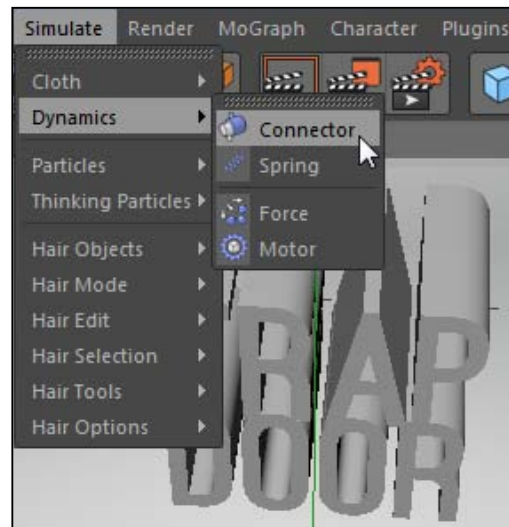 Simulate Render MoGraph Character Plugins
Cloth
Dynamics
Particles
Thinking Particles
Hair Objects
Hair Mode
Hair Edit
Hair Selection
Hair Tools
Hair Options
Connector
Spring
Force
Motor
RAP
DOOR